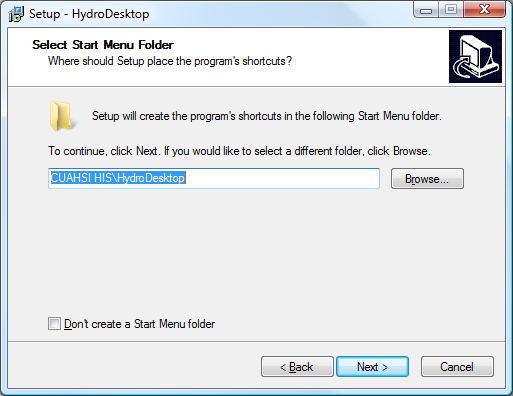 Setup - HydroDesktop
Select Start Menu Folder
Where should Setup place the program's shortcuts?
Setup will create the program's shortcuts in the following Start Menu folder.
To continue, click Next. If you would like to select a different folder, click Browse.
CUAHSI HIS\HydroDesktop
Browse...
Don't create a Start Menu folder
< Back
Next >
Cancel